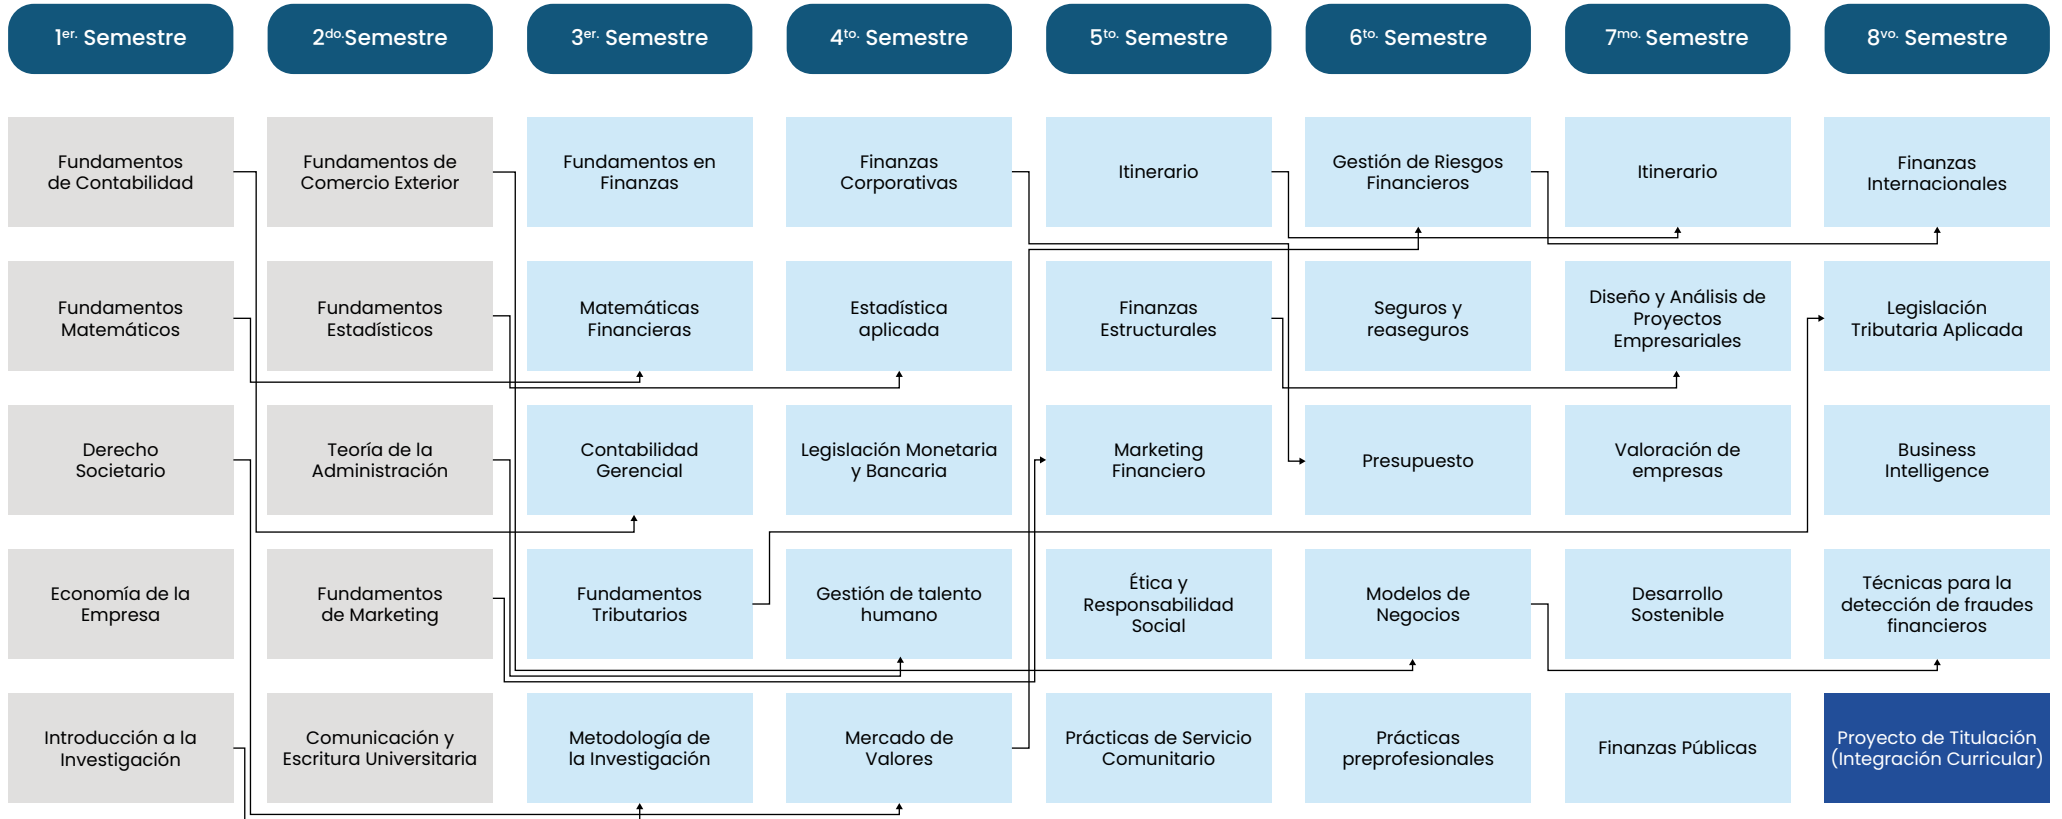 1er. Semestre
2do.Semestre
3er. Semestre
4to. Semestre
5to. Semestre
6to. Semestre
7mo. Semestre
8vo. Semestre
Fundamentos
de Contabilidad
Fundamentos de
Comercio Exterior
Fundamentos en
Finanzas
Finanzas
Corporativas
Itinerario
Gestión de Riesgos
Financieros
Itinerario
Finanzas
Internacionales
Fundamentos
Matemáticos
Fundamentos
Estadísticos
Matemáticas
Financieras
Estadística
aplicada
Finanzas
Estructurales
Seguros y
reaseguros
Diseño y Análisis de
Proyectos
Empresariales
Legislación
Tributaria Aplicada
Derecho
Societario
Teoría de la
Administración
Contabilidad
Gerencial
Legislación Monetaria
y Bancaria
Marketing
Financiero
Presupuesto
Valoración de
empresas
Business
Intelligence
Economía de la
Empresa
Fundamentos
de Marketing
Fundamentos
Tributarios
Gestión de talento
humano
Ética y
Responsabilidad
Social
Modelos de
Negocios
Desarrollo
Sostenible
Técnicas para la
detección de fraudes
financieros
Introducción a la
Investigación
Comunicación y
Escritura Universitaria
Metodología de
la Investigación
Mercado de
Valores
Prácticas de Servicio
Comunitario
Prácticas
preprofesionales
Finanzas Públicas
Proyecto de Titulación
(Integración Curricular)